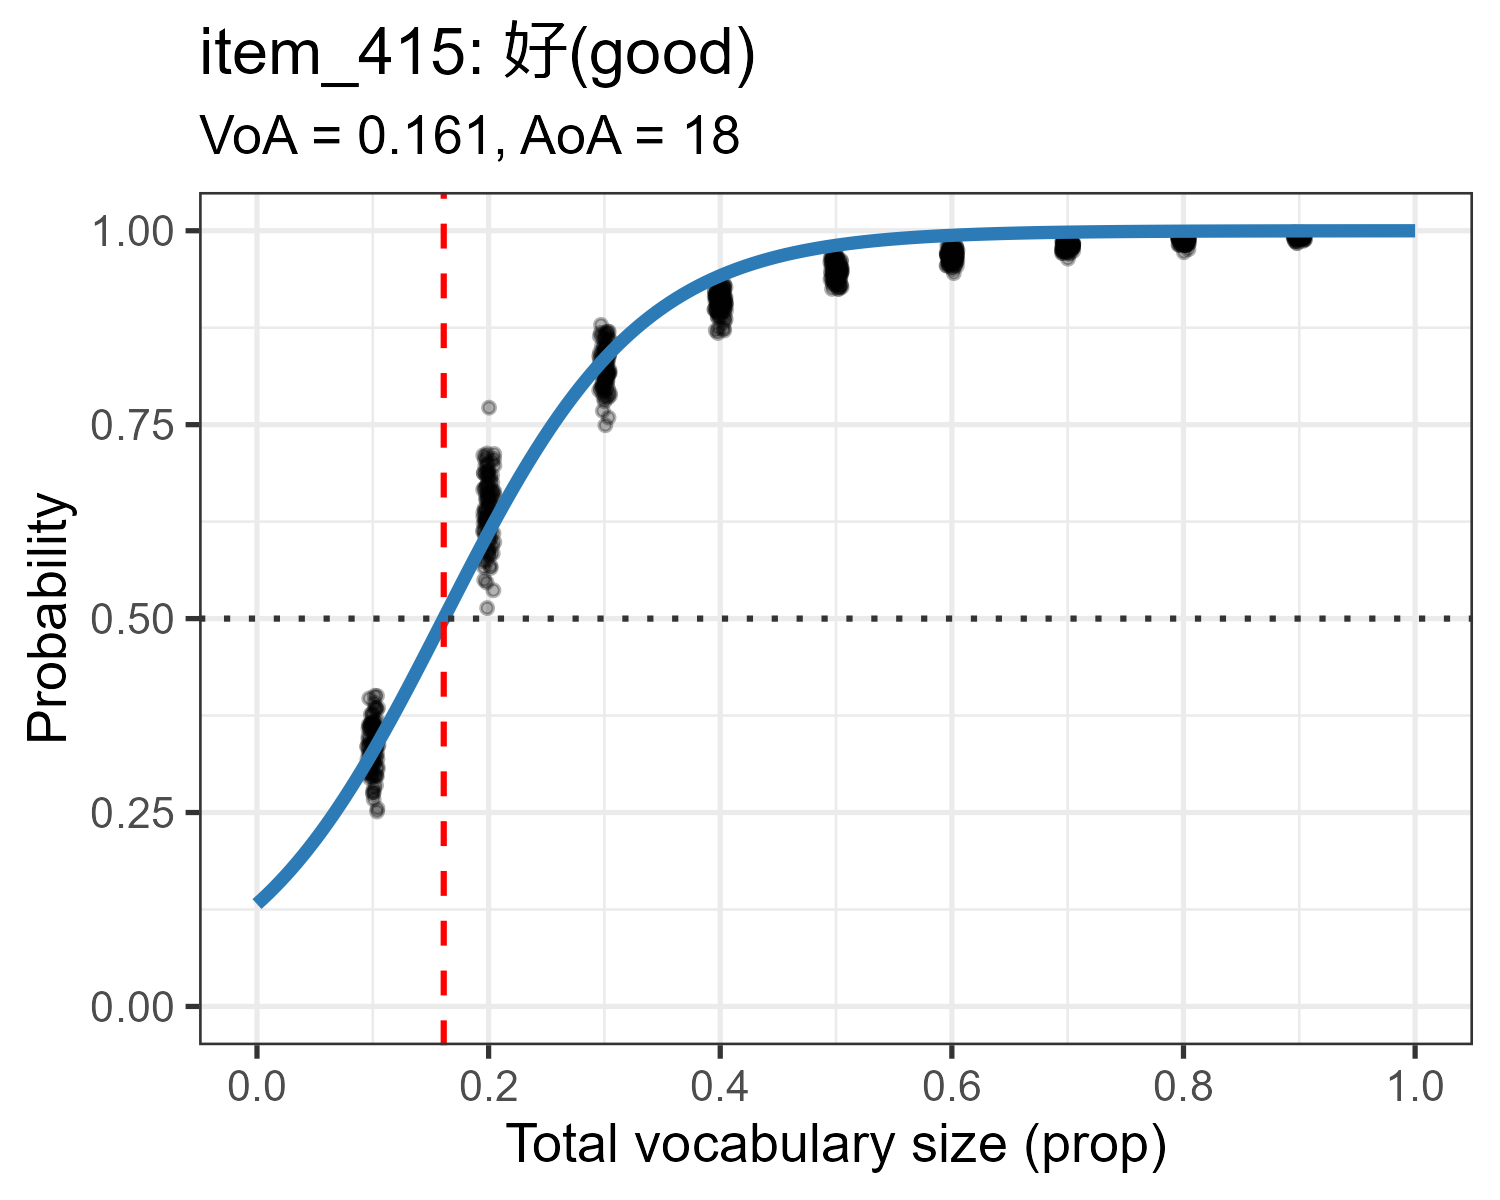 item_415: 好(good)
VoA = 0.161, AoA = 18
Probability
1.00
0.75
0.50
0.25
0.00
0.0 0.2 0.4 0.6 0.8 1.0
Total vocabulary size (prop)